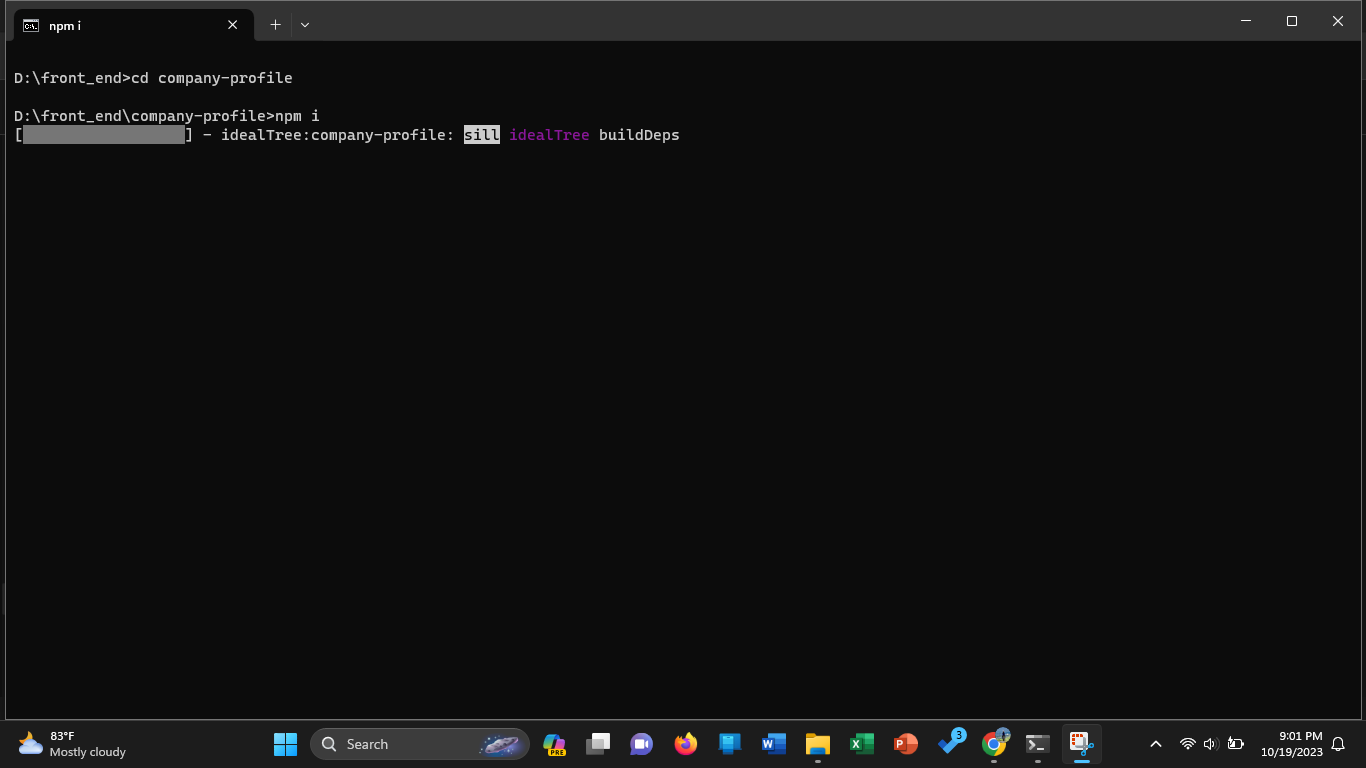 npm i
D:\front_end>cd company-profile
D:\front_end\company-profile>npm i
[                  ] - idealTree:company-profile: sill idealTree buildDeps
83°F
Mostly cloudy
Search
PRE
3
9:01 PM
10/19/2023